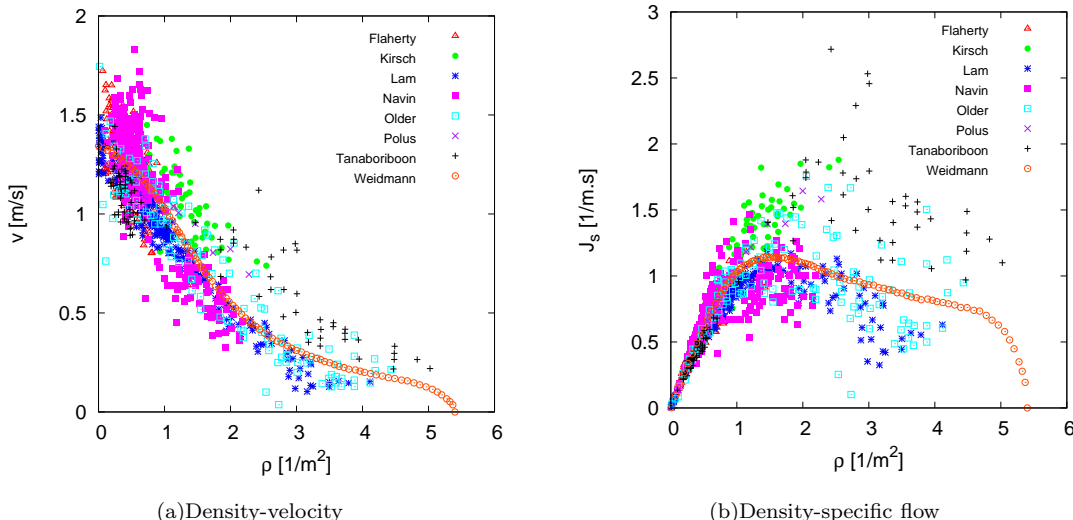 2
1.5
1
0.5
0
0 1 2 3 4 5 6
v [m/s]
ρ [1/m²]
Flaherty
Kirsch
Lam
Navin
Older
Polus
Tanaboriboon
Weidmann
(a)Density-velocity
3
2.5
2
1.5
1
0.5
0
0 1 2 3 4 5 6
Jₛ [1/m.s]
ρ [1/m²]
Flaherty
Kirsch
Lam
Navin
Older
Polus
Tanaboriboon
Weidmann
(b)Density-specific flow